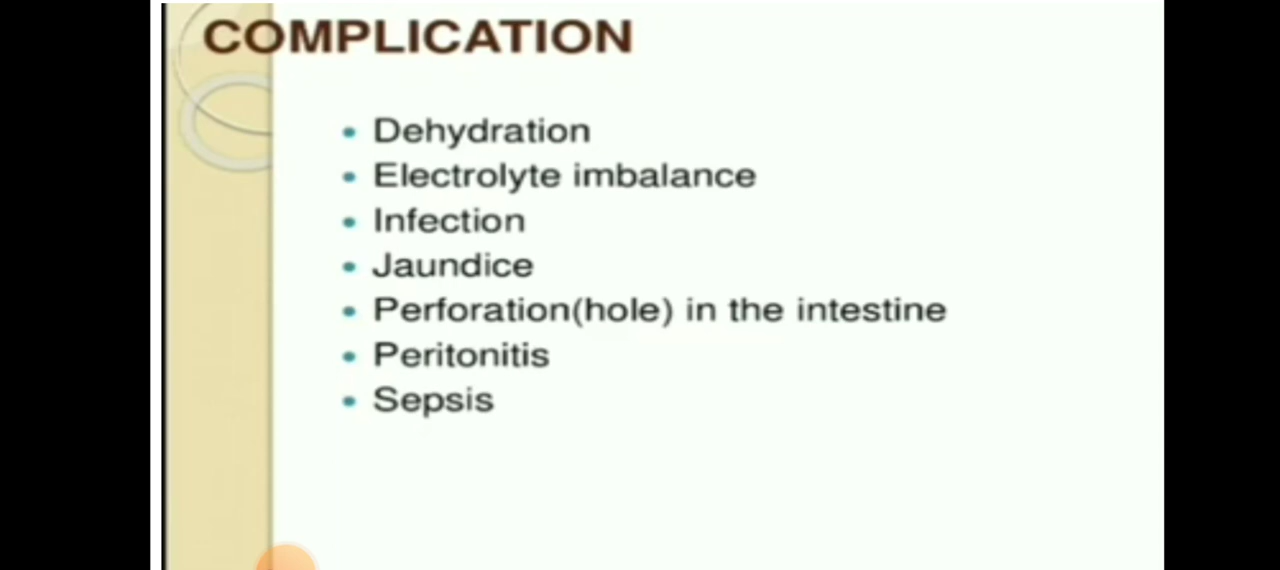 COMPLICATION
• Dehydration
• Electrolyte imbalance
• Infection
• Jaundice
• Perforation(hole) in the intestine
• Peritonitis
• Sepsis